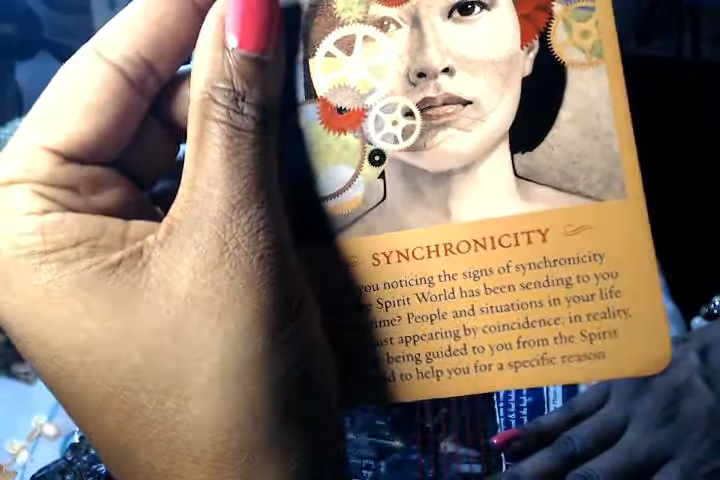 SYNCHRONICITY
you noticing the signs of synchronicity
Spirit World has been sending to you
time? People and situations in your life
appearing by coincidence; in reality,
being guided to you from the Spirit
to help you for a specific reason